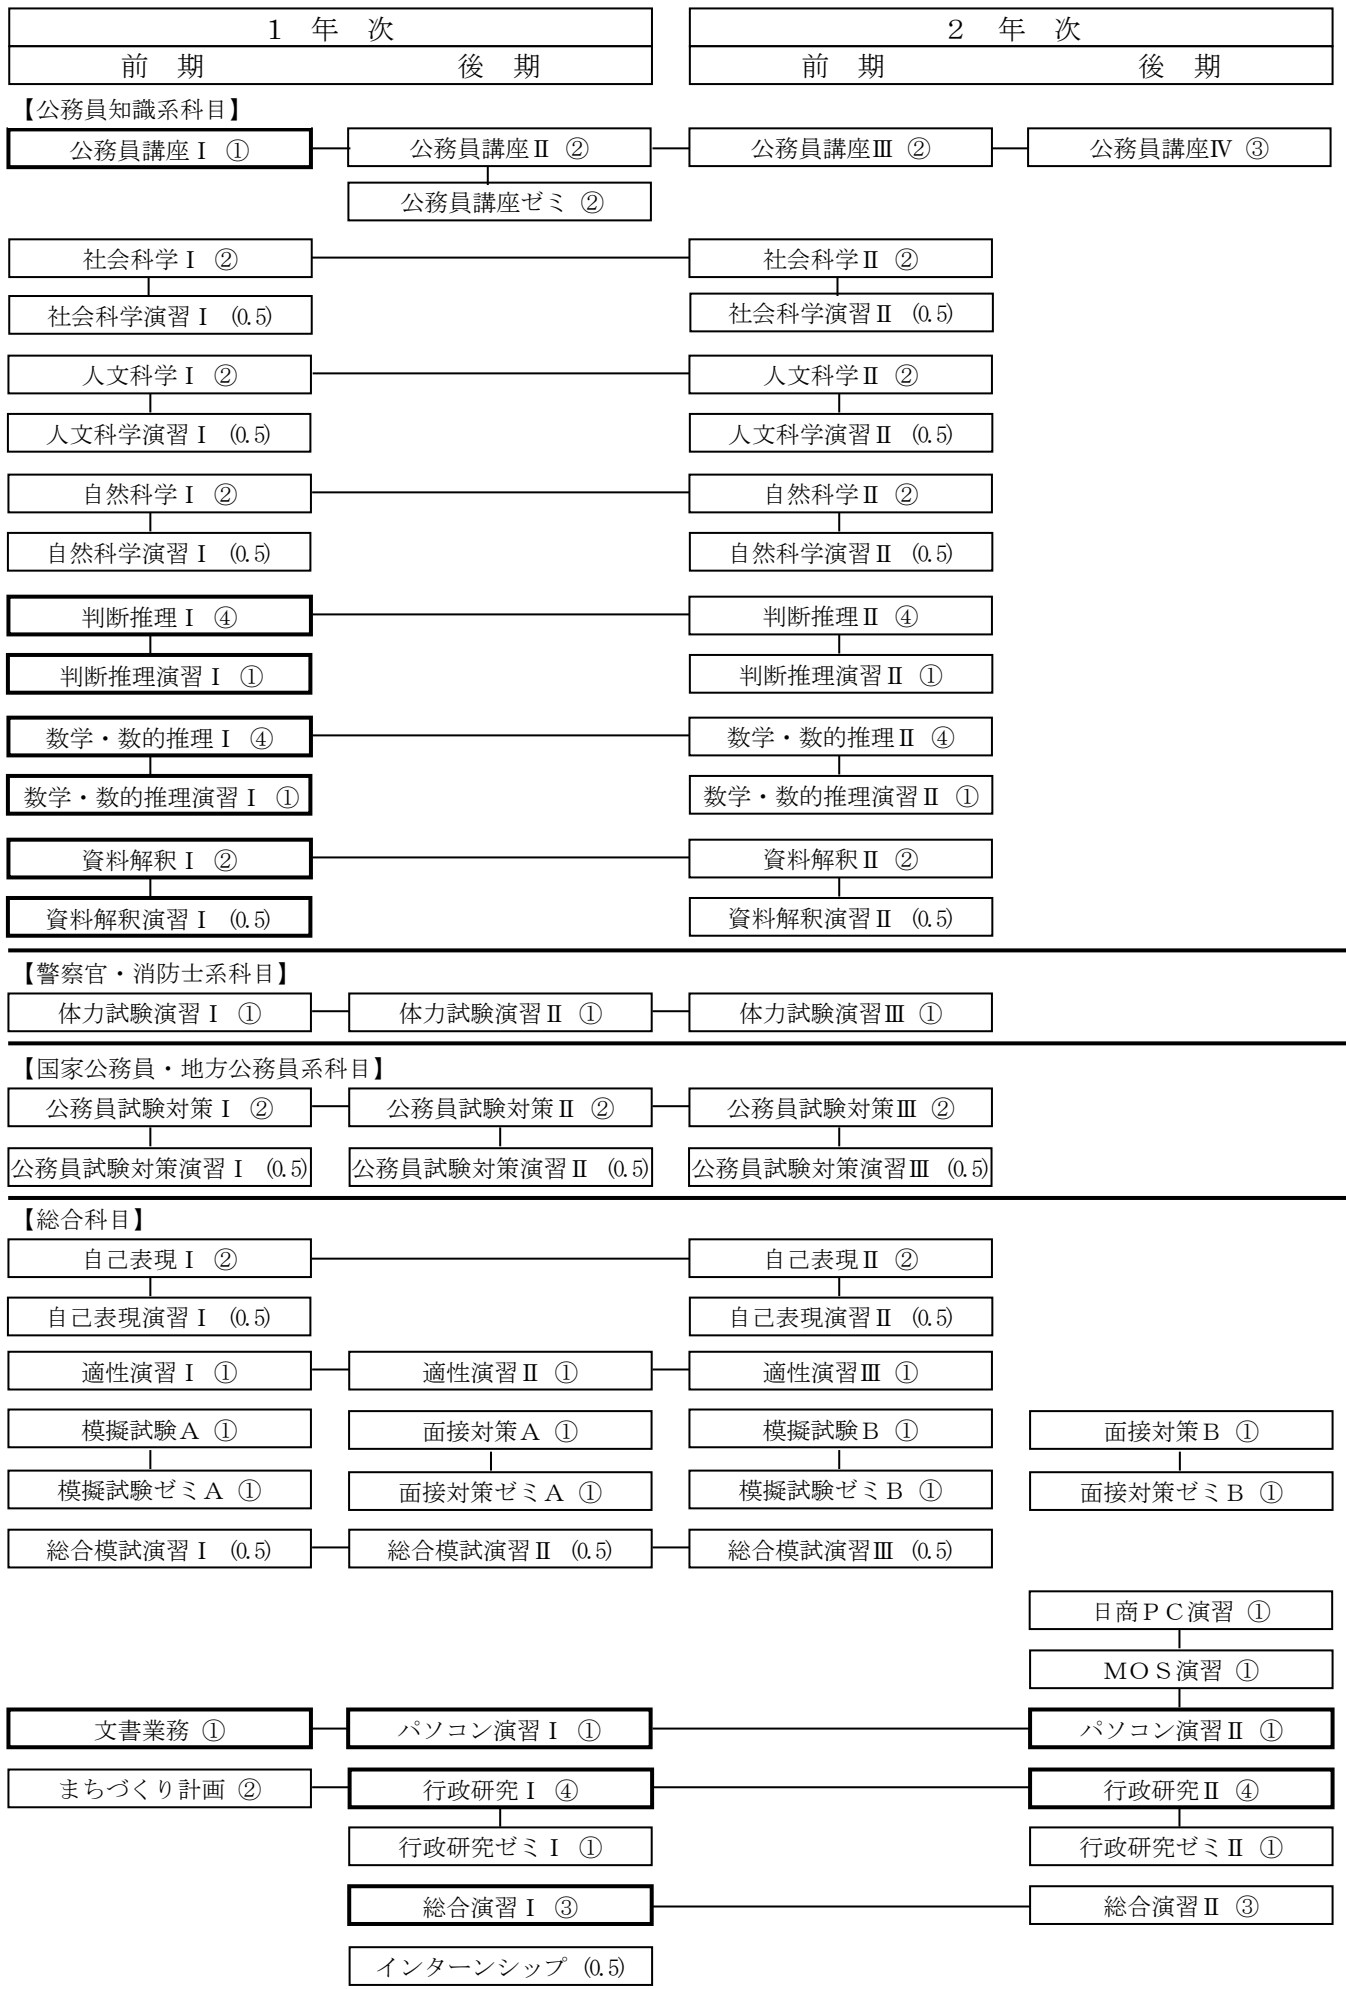 1 年 次　2 年 次
前 期　後 期　前 期　後 期
【公務員知識系科目】
公務員講座Ⅰ ①　公務員講座Ⅱ ②　公務員講座Ⅲ ②　公務員講座Ⅳ ③
公務員講座ゼミ ②
社会科学Ⅰ ②　社会科学Ⅱ ②
社会科学演習Ⅰ (0.5)　社会科学演習Ⅱ (0.5)
人文科学Ⅰ ②　人文科学Ⅱ ②
人文科学演習Ⅰ (0.5)　人文科学演習Ⅱ (0.5)
自然科学Ⅰ ②　自然科学Ⅱ ②
自然科学演習Ⅰ (0.5)　自然科学演習Ⅱ (0.5)
判断推理Ⅰ ④　判断推理Ⅱ ④
判断推理演習Ⅰ ①　判断推理演習Ⅱ ①
数学・数的推理Ⅰ ④　数学・数的推理Ⅱ ④
数学・数的推理演習Ⅰ ①　数学・数的推理演習Ⅱ ①
資料解釈Ⅰ ②　資料解釈Ⅱ ②
資料解釈演習Ⅰ (0.5)　資料解釈演習Ⅱ (0.5)
【警察官・消防士系科目】
体力試験演習Ⅰ ①　体力試験演習Ⅱ ①　体力試験演習Ⅲ ①
【国家公務員・地方公務員系科目】
公務員試験対策Ⅰ ②　公務員試験対策Ⅱ ②　公務員試験対策Ⅲ ②
公務員試験対策演習Ⅰ (0.5)　公務員試験対策演習Ⅱ (0.5)　公務員試験対策演習Ⅲ (0.5)
【総合科目】
自己表現Ⅰ ②　自己表現Ⅱ ②
自己表現演習Ⅰ (0.5)　自己表現演習Ⅱ (0.5)
適性演習Ⅰ ①　適性演習Ⅱ ①　適性演習Ⅲ ①
模擬試験Ａ ①　面接対策Ａ ①　模擬試験Ｂ ①　面接対策Ｂ ①
模擬試験ゼミＡ ①　面接対策ゼミＡ ①　模擬試験ゼミＢ ①　面接対策ゼミＢ ①
総合模試演習Ⅰ (0.5)　総合模試演習Ⅱ (0.5)　総合模試演習Ⅲ (0.5)
日商ＰＣ演習 ①
ＭＯＳ演習 ①
文書業務 ①　パソコン演習Ⅰ ①　パソコン演習Ⅱ ①
まちづくり計画 ②　行政研究Ⅰ ④　行政研究Ⅱ ④
行政研究ゼミⅠ ①　行政研究ゼミⅡ ①
総合演習Ⅰ ③　総合演習Ⅱ ③
インターンシップ (0.5)